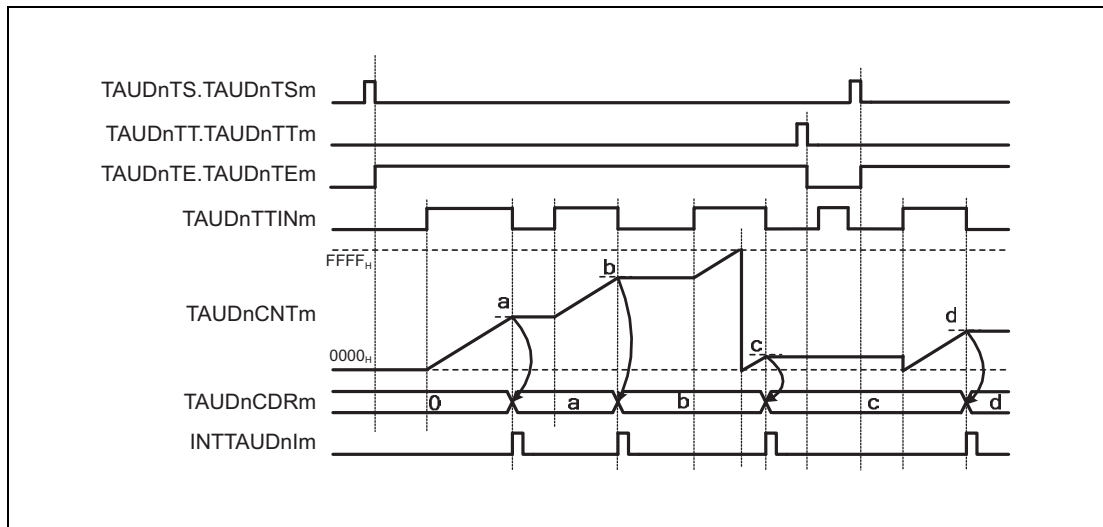 TAUDnTS.TAUDnTSm
TAUDnTT.TAUDnTTm
TAUDnTE.TAUDnTEm
TAUDnTTINm
FFFFH
b
a
TAUDnCNTm
d
c
0000H
TAUDnCDRm
0 a b c d
INTTAUDnIm